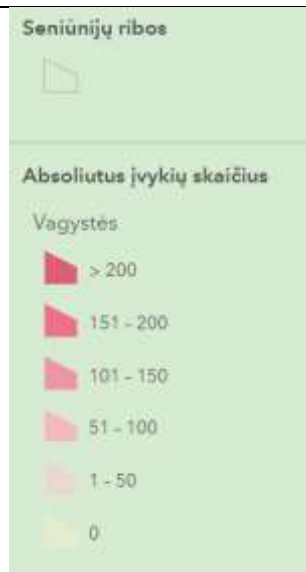 Seniūnijų ribos
Absoliutus įvykių skaičius
Vagystės
> 200
151 - 200
101 - 150
51 - 100
1 - 50
0